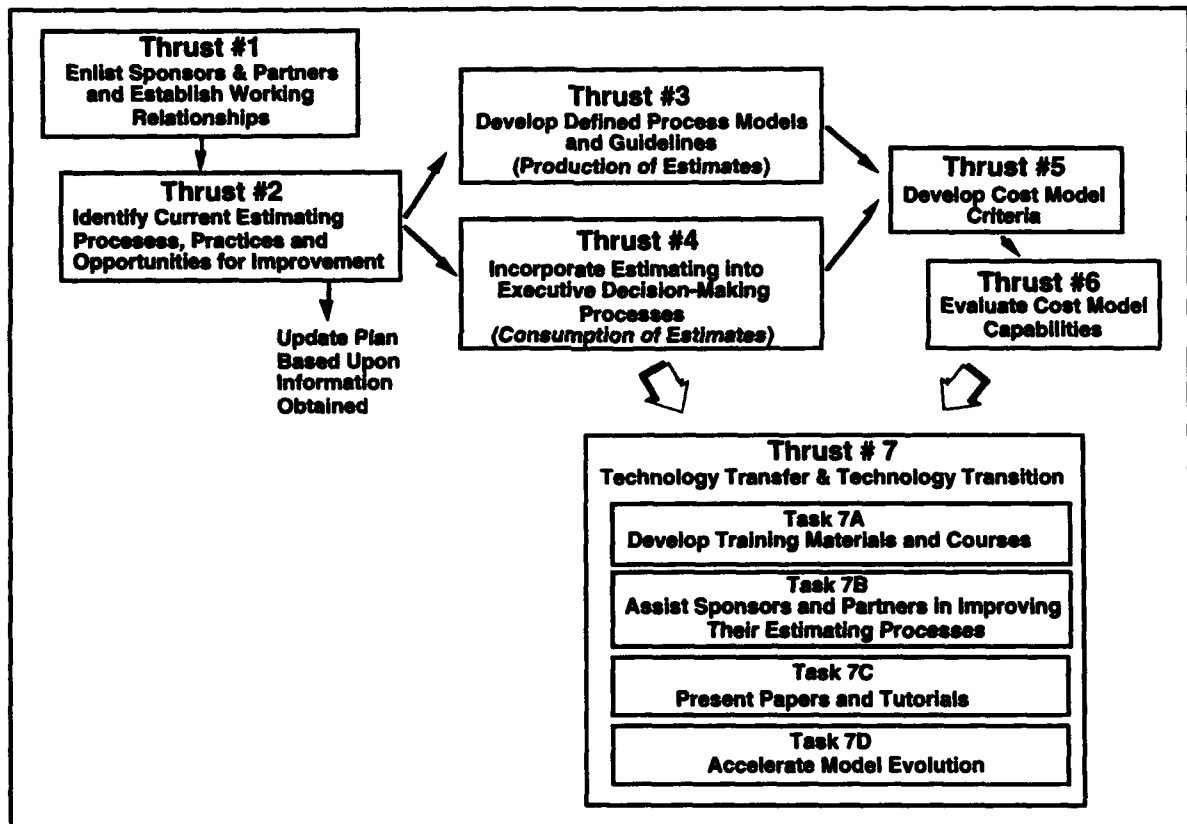 Thrust #1
Enlist Sponsors & Partners
and Establish Working
Relationships
Thrust #2
Identify Current Estimating
Processess, Practices and
Opportunities for Improvement
Update Plan
Based Upon
Information
Obtained
Thrust #3
Develop Defined Process Models
and Guidelines
(Production of Estimates)
Thrust #4
Incorporate Estimating into
Executive Decision-Making
Processes
(Consumption of Estimates)
Thrust #5
Develop Cost Model
Criteria
Thrust #6
Evaluate Cost Model
Capabilities
Thrust # 7
Technology Transfer & Technology Transition
Task 7A
Develop Training Materials and Courses
Task 7B
Assist Sponsors and Partners in Improving
Their Estimating Processes
Task 7C
Present Papers and Tutorials
Task 7D
Accelerate Model Evolution